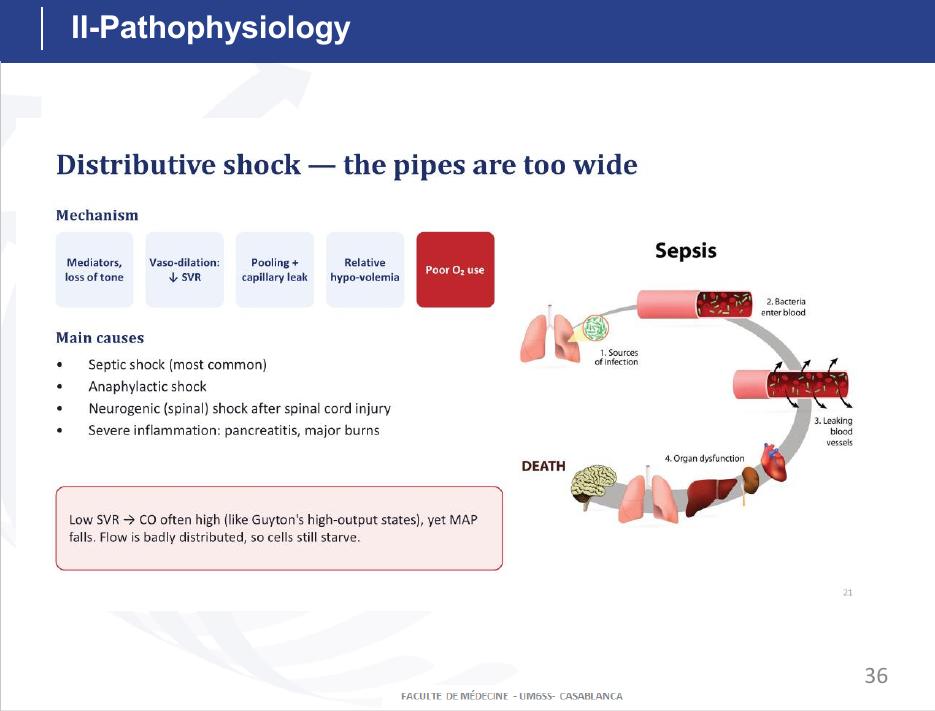 II-Pathophysiology
Distributive shock — the pipes are too wide
Mechanism
Mediators,
loss of tone
Vaso-dilation:
↓ SVR
Pooling +
capillary leak
Relative
hypo-volemia
Poor O₂ use
Main causes
• Septic shock (most common)
• Anaphylactic shock
• Neurogenic (spinal) shock after spinal cord injury
• Severe inflammation: pancreatitis, major burns
Low SVR → CO often high (like Guyton's high-output states), yet MAP
falls. Flow is badly distributed, so cells still starve.
Sepsis
1. Sources
of infection
2. Bacteria
enter blood
3. Leaking
blood
vessels
4. Organ dysfunction
DEATH
21
36
FACULTE DE MÉDECINE - UM6SS- CASABLANCA